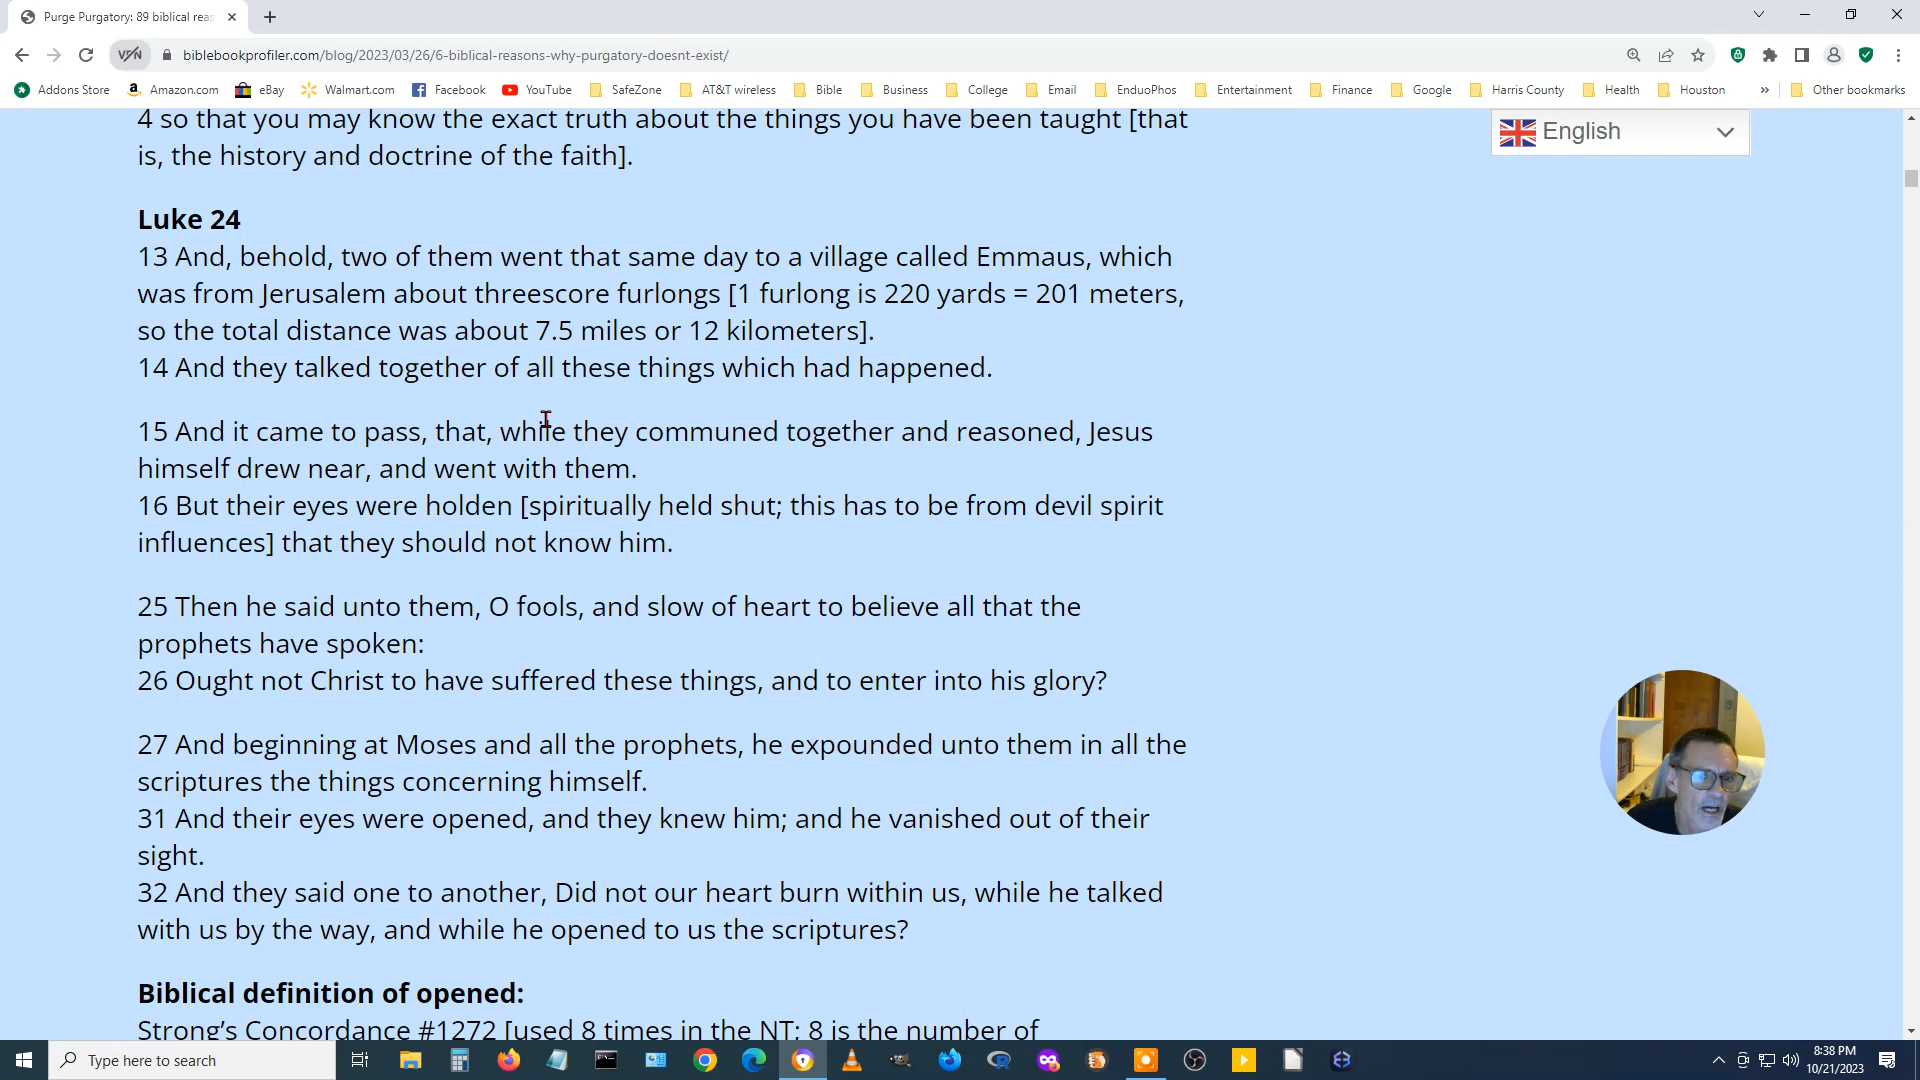 Purge Purgatory: 89 biblical reas
biblebookprofiler.com/blog/2023/03/26/6-biblical-reasons-why-purgatory-doesnt-exist/
Addons Store Amazon.com eBay Walmart.com Facebook YouTube SafeZone AT&T wireless Bible Business College Email EnduoPhos Entertainment Finance Google Harris County Health Houston » Other bookmarks
English
4 so that you may know the exact truth about the things you have been taught [that
is, the history and doctrine of the faith].
Luke 24
13 And, behold, two of them went that same day to a village called Emmaus, which
was from Jerusalem about threescore furlongs [1 furlong is 220 yards = 201 meters,
so the total distance was about 7.5 miles or 12 kilometers].
14 And they talked together of all these things which had happened.
15 And it came to pass, that, while they communed together and reasoned, Jesus
himself drew near, and went with them.
16 But their eyes were holden [spiritually held shut; this has to be from devil spirit
influences] that they should not know him.
25 Then he said unto them, O fools, and slow of heart to believe all that the
prophets have spoken:
26 Ought not Christ to have suffered these things, and to enter into his glory?
27 And beginning at Moses and all the prophets, he expounded unto them in all the
scriptures the things concerning himself.
31 And their eyes were opened, and they knew him; and he vanished out of their
sight.
32 And they said one to another, Did not our heart burn within us, while he talked
with us by the way, and while he opened to us the scriptures?
Biblical definition of opened:
Strong's Concordance #1272 [used 8 times in the NT; 8 is the number of
Type here to search
8:38 PM
10/21/2023